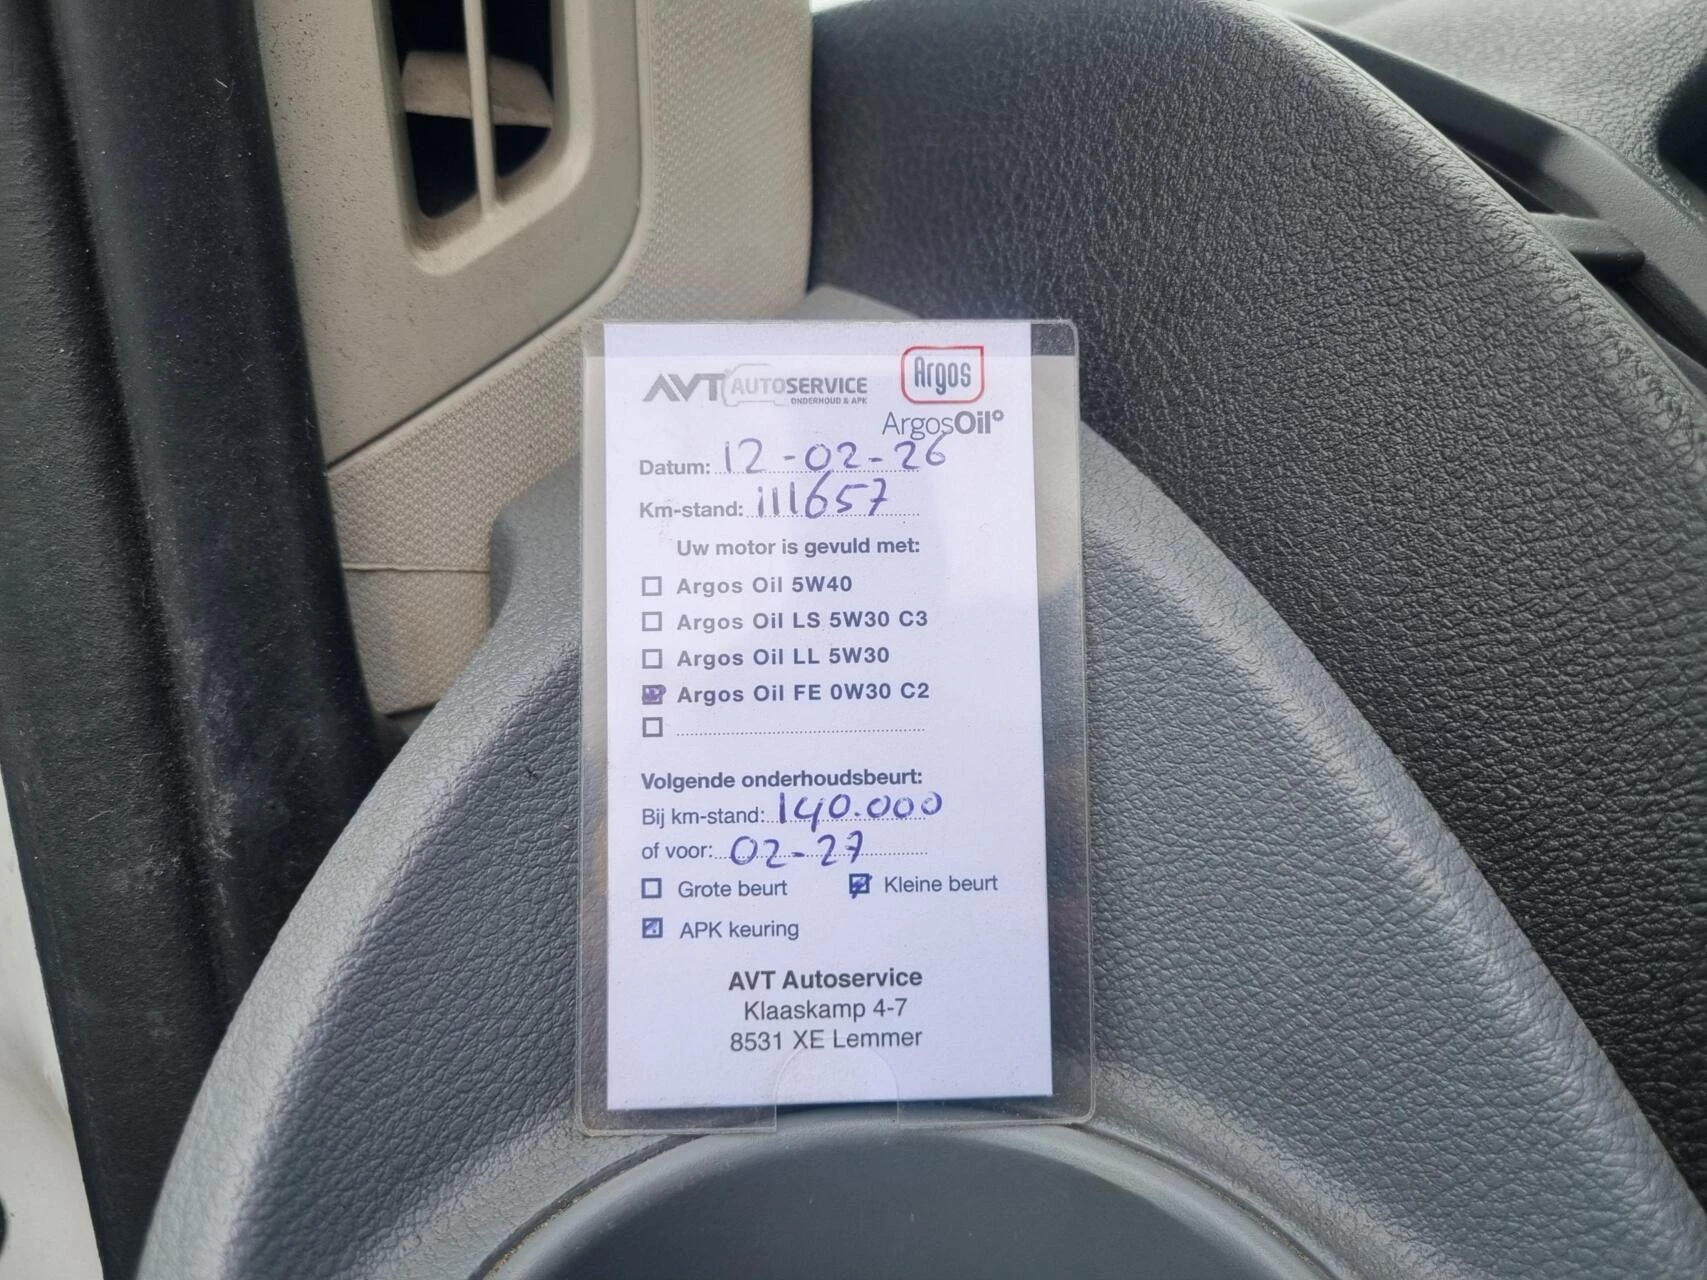 AVT AUTOSERVICE
ONDERHOUD & APK
Argos
ArgosOil
Datum: 12-02-26
Km-stand: 111657
Uw motor is gevuld met:
Argos Oil 5W40
Argos Oil LS 5W30 C3
Argos Oil LL 5W30
Argos Oil FE 0W30 C2
Volgende onderhoudsbeurt:
Bij km-stand: 140.000
of voor: 02-27
Grote beurt Kleine beurt
APK keuring
AVT Autoservice
Klaaskamp 4-7
8531 XE Lemmer